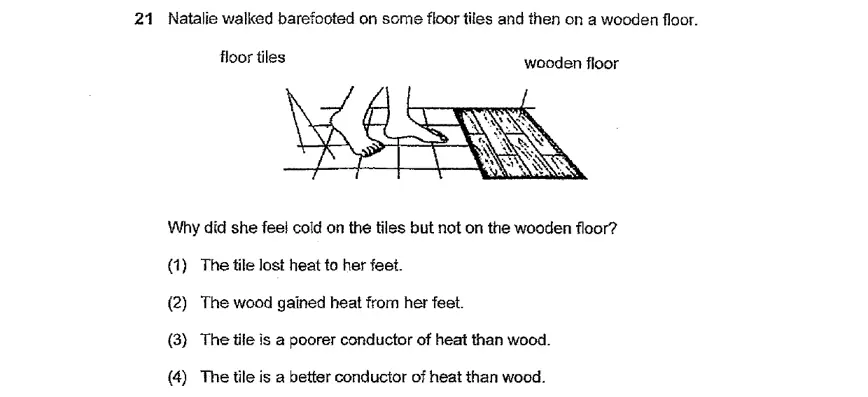 21 Natalie walked barefooted on some floor tiles and then on a wooden floor.
floor tiles
wooden floor
Why did she feel cold on the tiles but not on the wooden floor?
(1) The tile lost heat to her feet.
(2) The wood gained heat from her feet.
(3) The tile is a poorer conductor of heat than wood.
(4) The tile is a better conductor of heat than wood.